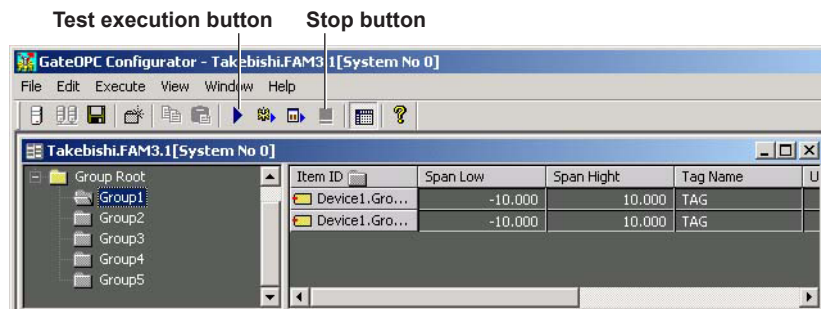 Test execution button Stop button
GateOPC Configurator - Takebishi.FAM3.1[System No 0]
File Edit Execute View Window Help
Takebishi.FAM3.1[System No 0]
Group Root
Group1
Group2
Group3
Group4
Group5
Item ID Span Low Span Hight Tag Name U
Device1.Gro... -10.000 10.000 TAG
Device1.Gro... -10.000 10.000 TAG